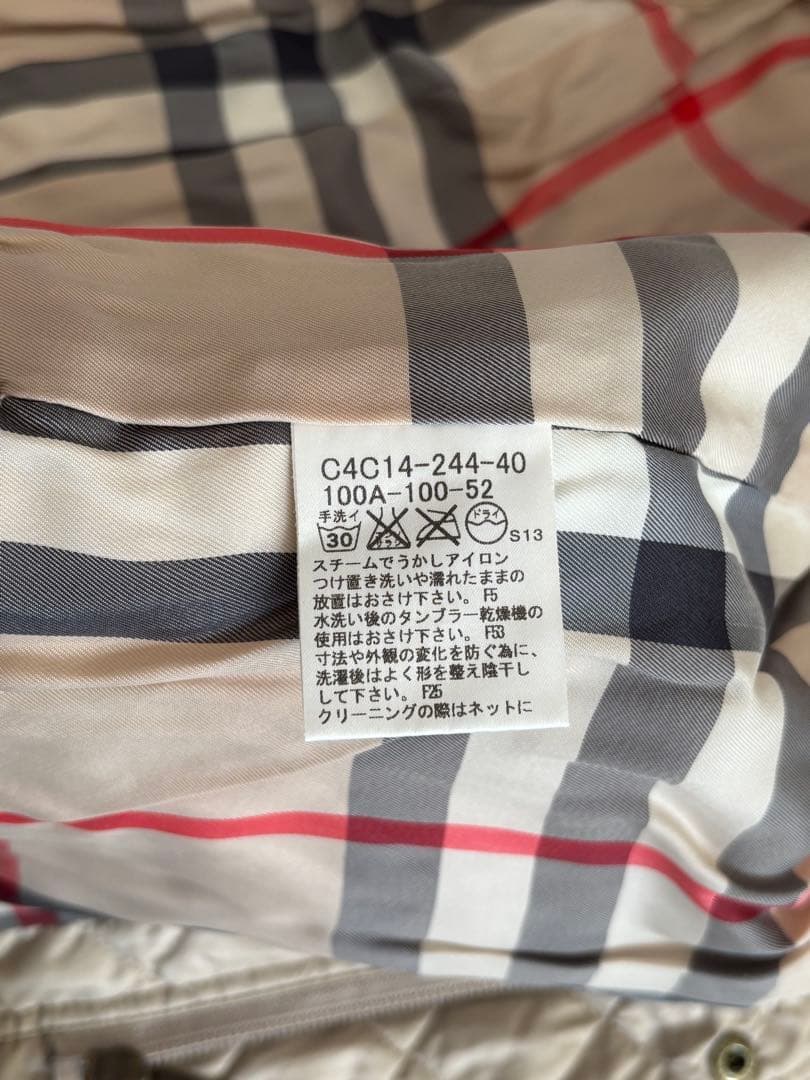 C4C14-244-40
100A-100-52
手洗イ ドライ
30 S13
スチームでうかしアイロン
つけ置き洗いや濡れたままの
放置はおさけ下さい。F5
水洗い後のタンブラー乾燥機の
使用はおさけ下さい。F53
寸法や外観の変化を防ぐ為に、
洗濯後はよく形を整え陰干し
して下さい。F25
クリーニングの際はネットに